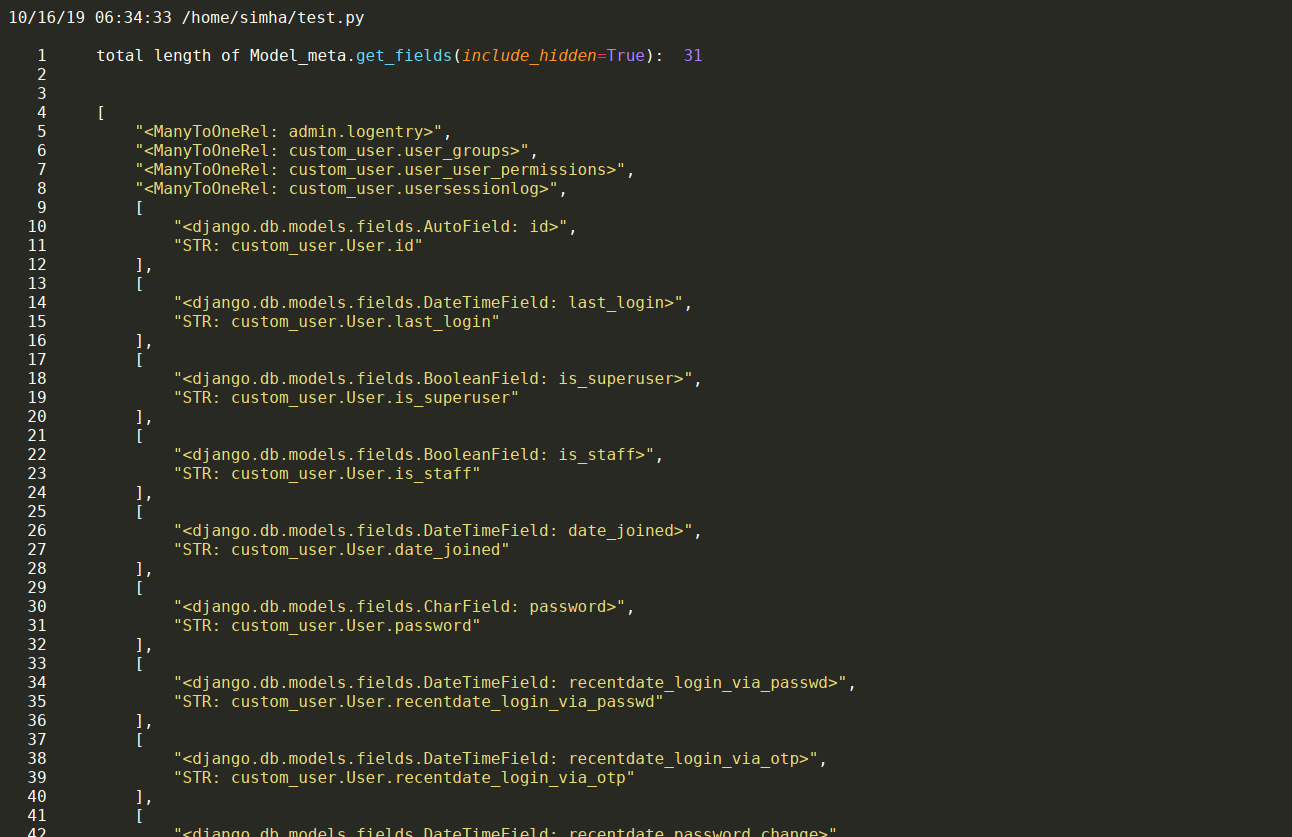 10/16/19 06:34:33 /home/simha/test.py
1 total length of Model_meta.get_fields(include_hidden=True):  31
2
3
4 [
5     "<ManyToOneRel: admin.logentry>",
6     "<ManyToOneRel: custom_user.user_groups>",
7     "<ManyToOneRel: custom_user.user_user_permissions>",
8     "<ManyToOneRel: custom_user.usersessionlog>",
9     [
10         "<django.db.models.fields.AutoField: id>",
11         "STR: custom_user.User.id"
12     ],
13     [
14         "<django.db.models.fields.DateTimeField: last_login>",
15         "STR: custom_user.User.last_login"
16     ],
17     [
18         "<django.db.models.fields.BooleanField: is_superuser>",
19         "STR: custom_user.User.is_superuser"
20     ],
21     [
22         "<django.db.models.fields.BooleanField: is_staff>",
23         "STR: custom_user.User.is_staff"
24     ],
25     [
26         "<django.db.models.fields.DateTimeField: date_joined>",
27         "STR: custom_user.User.date_joined"
28     ],
29     [
30         "<django.db.models.fields.CharField: password>",
31         "STR: custom_user.User.password"
32     ],
33     [
34         "<django.db.models.fields.DateTimeField: recentdate_login_via_passwd>",
35         "STR: custom_user.User.recentdate_login_via_passwd"
36     ],
37     [
38         "<django.db.models.fields.DateTimeField: recentdate_login_via_otp>",
39         "STR: custom_user.User.recentdate_login_via_otp"
40     ],
41     [
42         "<django.db.models.fields.DateTimeField: recentdate_password_change>"